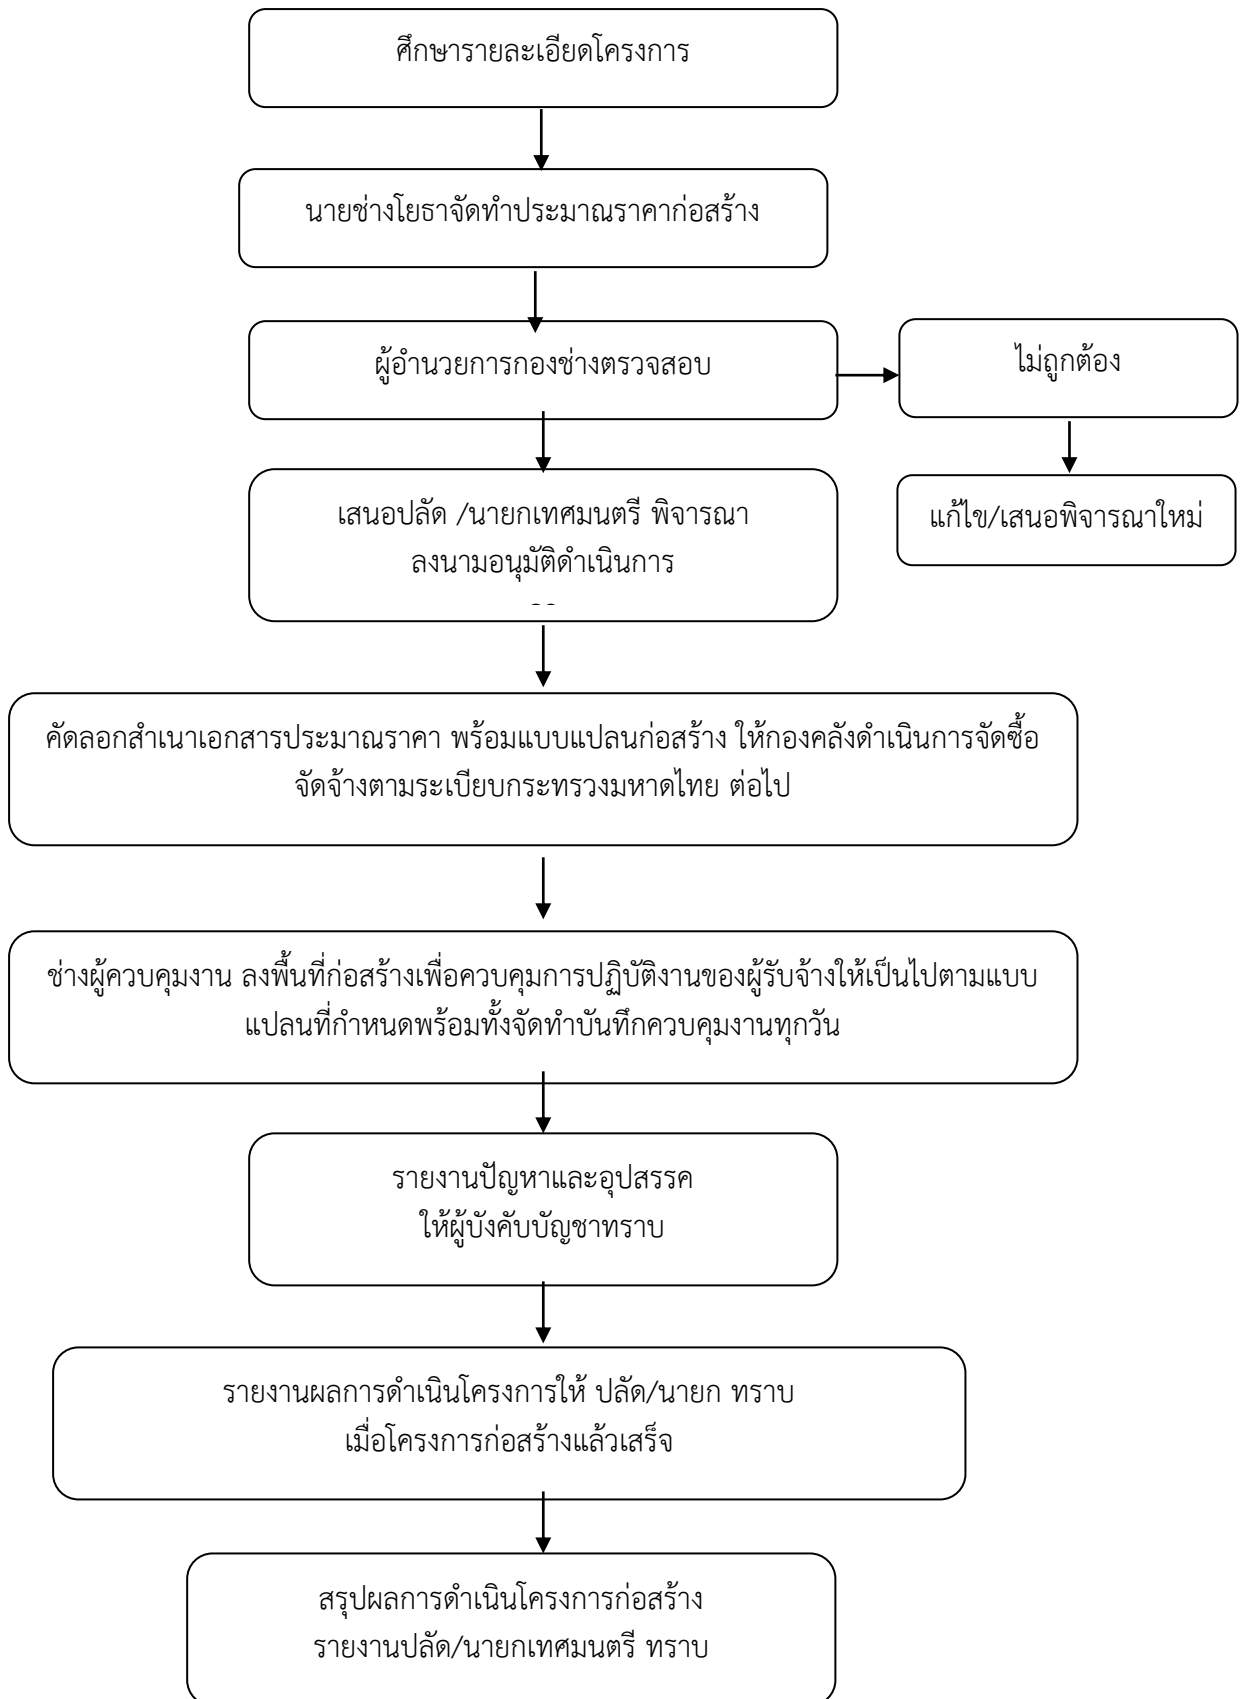 ศึกษารายละเอียดโครงการ
นายช่างโยธาจัดทำประมาณราคาก่อสร้าง
ผู้อำนวยการกองช่างตรวจสอบ
ไม่ถูกต้อง
เสนอปลัด /นายกเทศมนตรี พิจารณา
ลงนามอนุมัติดำเนินการ
แก้ไข/เสนอพิจารณาใหม่
คัดลอกสำเนาเอกสารประมาณราคา พร้อมแบบแปลนก่อสร้าง ให้กองคลังดำเนินการจัดซื้อ
จัดจ้างตามระเบียบกระทรวงมหาดไทย ต่อไป
ช่างผู้ควบคุมงาน ลงพื้นที่ก่อสร้างเพื่อควบคุมการปฏิบัติงานของผู้รับจ้างให้เป็นไปตามแบบ
แปลนที่กำหนดพร้อมทั้งจัดทำบันทึกควบคุมงานทุกวัน
รายงานปัญหาและอุปสรรค
ให้ผู้บังคับบัญชาทราบ
รายงานผลการดำเนินโครงการให้ ปลัด/นายก ทราบ
เมื่อโครงการก่อสร้างแล้วเสร็จ
สรุปผลการดำเนินโครงการก่อสร้าง
รายงานปลัด/นายกเทศมนตรี ทราบ